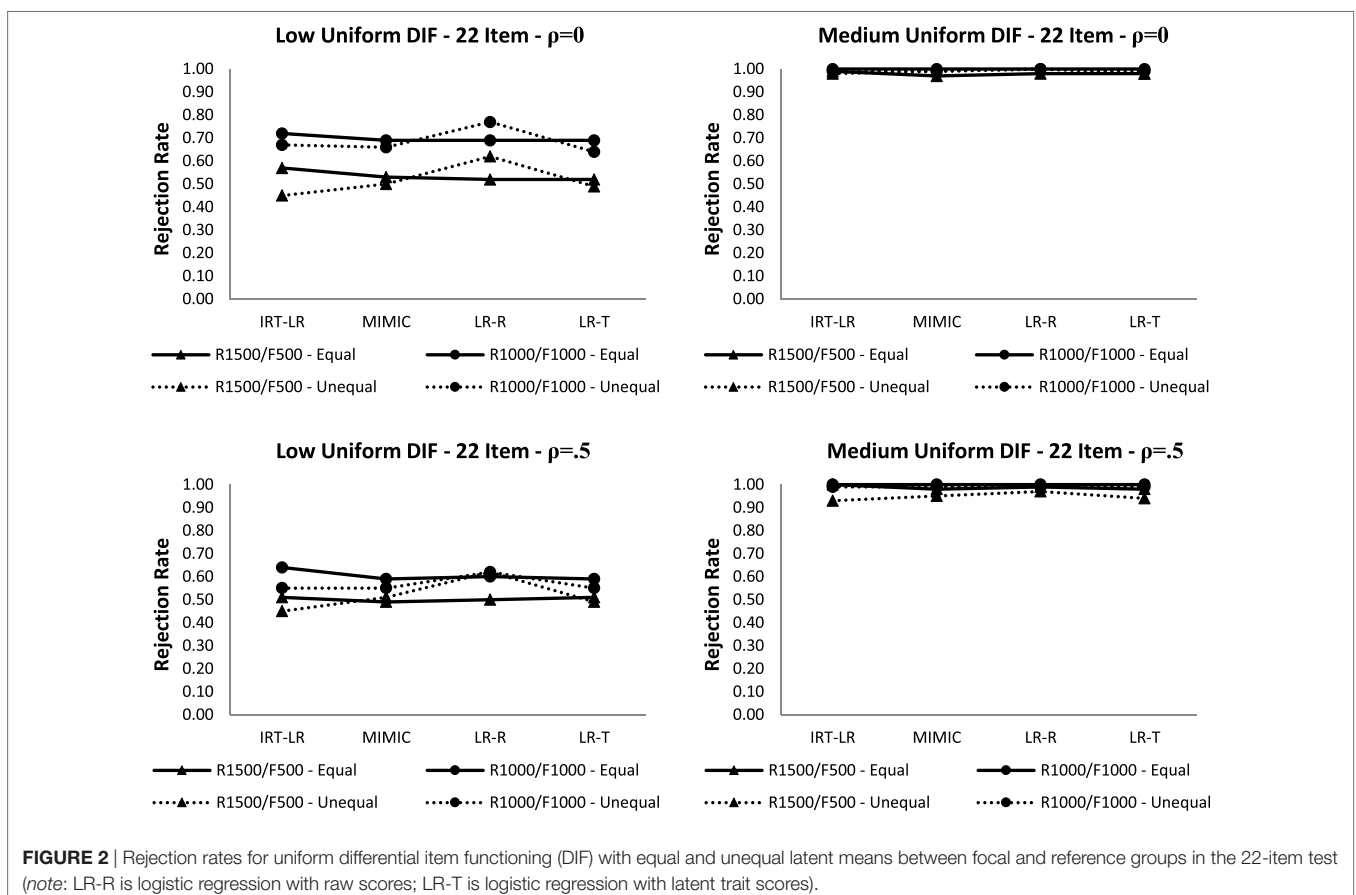 Low Uniform DIF - 22 Item - ρ=0
Rejection Rate
1.00
0.90
0.80
0.70
0.60
0.50
0.40
0.30
0.20
0.10
0.00
IRT-LR MIMIC LR-R LR-T
R1500/F500 - Equal R1000/F1000 - Equal
R1500/F500 - Unequal R1000/F1000 - Unequal
Medium Uniform DIF - 22 Item - ρ=0
Rejection Rate
1.00
0.90
0.80
0.70
0.60
0.50
0.40
0.30
0.20
0.10
0.00
IRT-LR MIMIC LR-R LR-T
R1500/F500 - Equal R1000/F1000 - Equal
R1500/F500 - Unequal R1000/F1000 - Unequal
Low Uniform DIF - 22 Item - ρ=.5
Rejection Rate
1.00
0.90
0.80
0.70
0.60
0.50
0.40
0.30
0.20
0.10
0.00
IRT-LR MIMIC LR-R LR-T
R1500/F500 - Equal R1000/F1000 - Equal
R1500/F500 - Unequal R1000/F1000 - Unequal
Medium Uniform DIF - 22 Item - ρ=.5
Rejection Rate
1.00
0.90
0.80
0.70
0.60
0.50
0.40
0.30
0.20
0.10
0.00
IRT-LR MIMIC LR-R LR-T
R1500/F500 - Equal R1000/F1000 - Equal
R1500/F500 - Unequal R1000/F1000 - Unequal
FIGURE 2 | Rejection rates for uniform differential item functioning (DIF) with equal and unequal latent means between focal and reference groups in the 22-item test
(note: LR-R is logistic regression with raw scores; LR-T is logistic regression with latent trait scores).